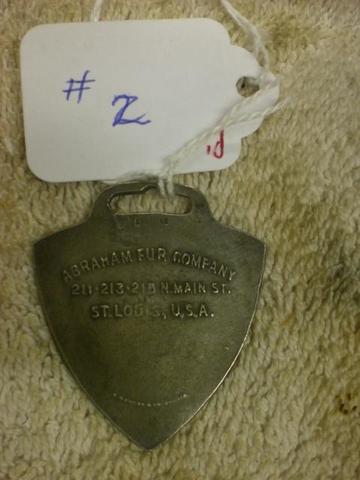 # 2
ABRAHAM FUR COMPANY
211-213-215 N. MAIN ST.
ST. LOUIS, U.S.A.